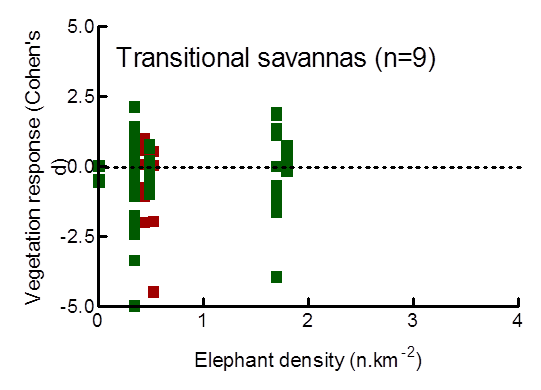 Transitional savannas (n=9)
Vegetation response (Cohen's
d)
5.0
2.5
0.0
-2.5
-5.0
0 1 2 3 4
Elephant density (n.km⁻²)